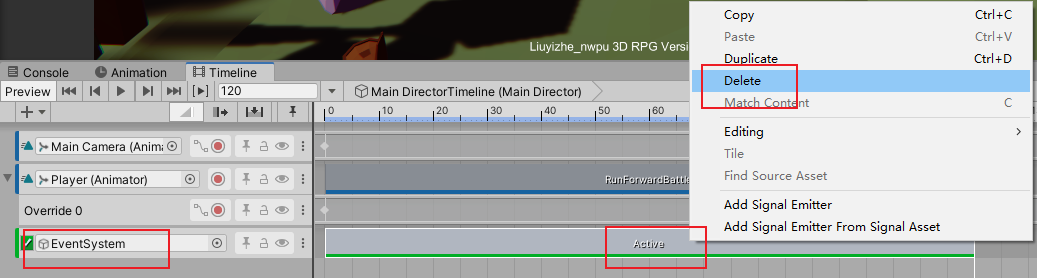 Liuyizhe_nwpu 3D RPG Versi
Copy Ctrl+C
Paste Ctrl+V
Duplicate Ctrl+D
Delete
Match Content C
Editing
Tile
Find Source Asset
Add Signal Emitter
Add Signal Emitter From Signal Asset
Console Animation Timeline
Preview 120 Main DirectorTimeline (Main Director)
0 10 20 30 40 50 60
Main Camera (Anima
Player (Animator) RunForwardBattle
Override 0
EventSystem Active